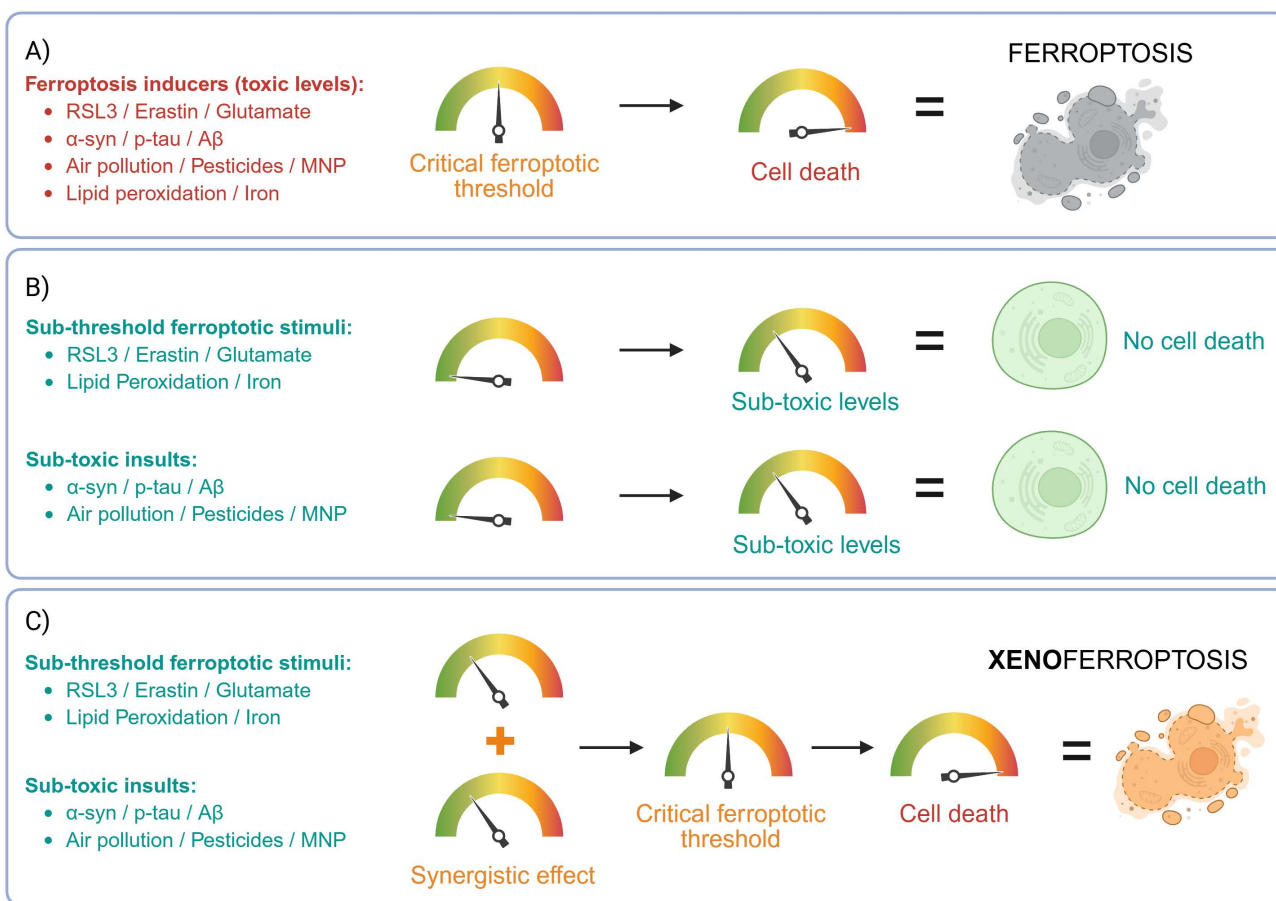 A)
FERROPTOSIS
Ferroptosis inducers (toxic levels):
• RSL3 / Erastin / Glutamate
• α-syn / p-tau / Aβ
• Air pollution / Pesticides / MNP
• Lipid peroxidation / Iron
Critical ferroptotic
threshold
Cell death
=
B)
Sub-threshold ferroptotic stimuli:
• RSL3 / Erastin / Glutamate
• Lipid Peroxidation / Iron
Sub-toxic levels
=
No cell death
Sub-toxic insults:
• α-syn / p-tau / Aβ
• Air pollution / Pesticides / MNP
Sub-toxic levels
=
No cell death
C)
Sub-threshold ferroptotic stimuli:
• RSL3 / Erastin / Glutamate
• Lipid Peroxidation / Iron
Sub-toxic insults:
• α-syn / p-tau / Aβ
• Air pollution / Pesticides / MNP
+
Synergistic effect
Critical ferroptotic
threshold
Cell death
=
XENOFERROPTOSIS